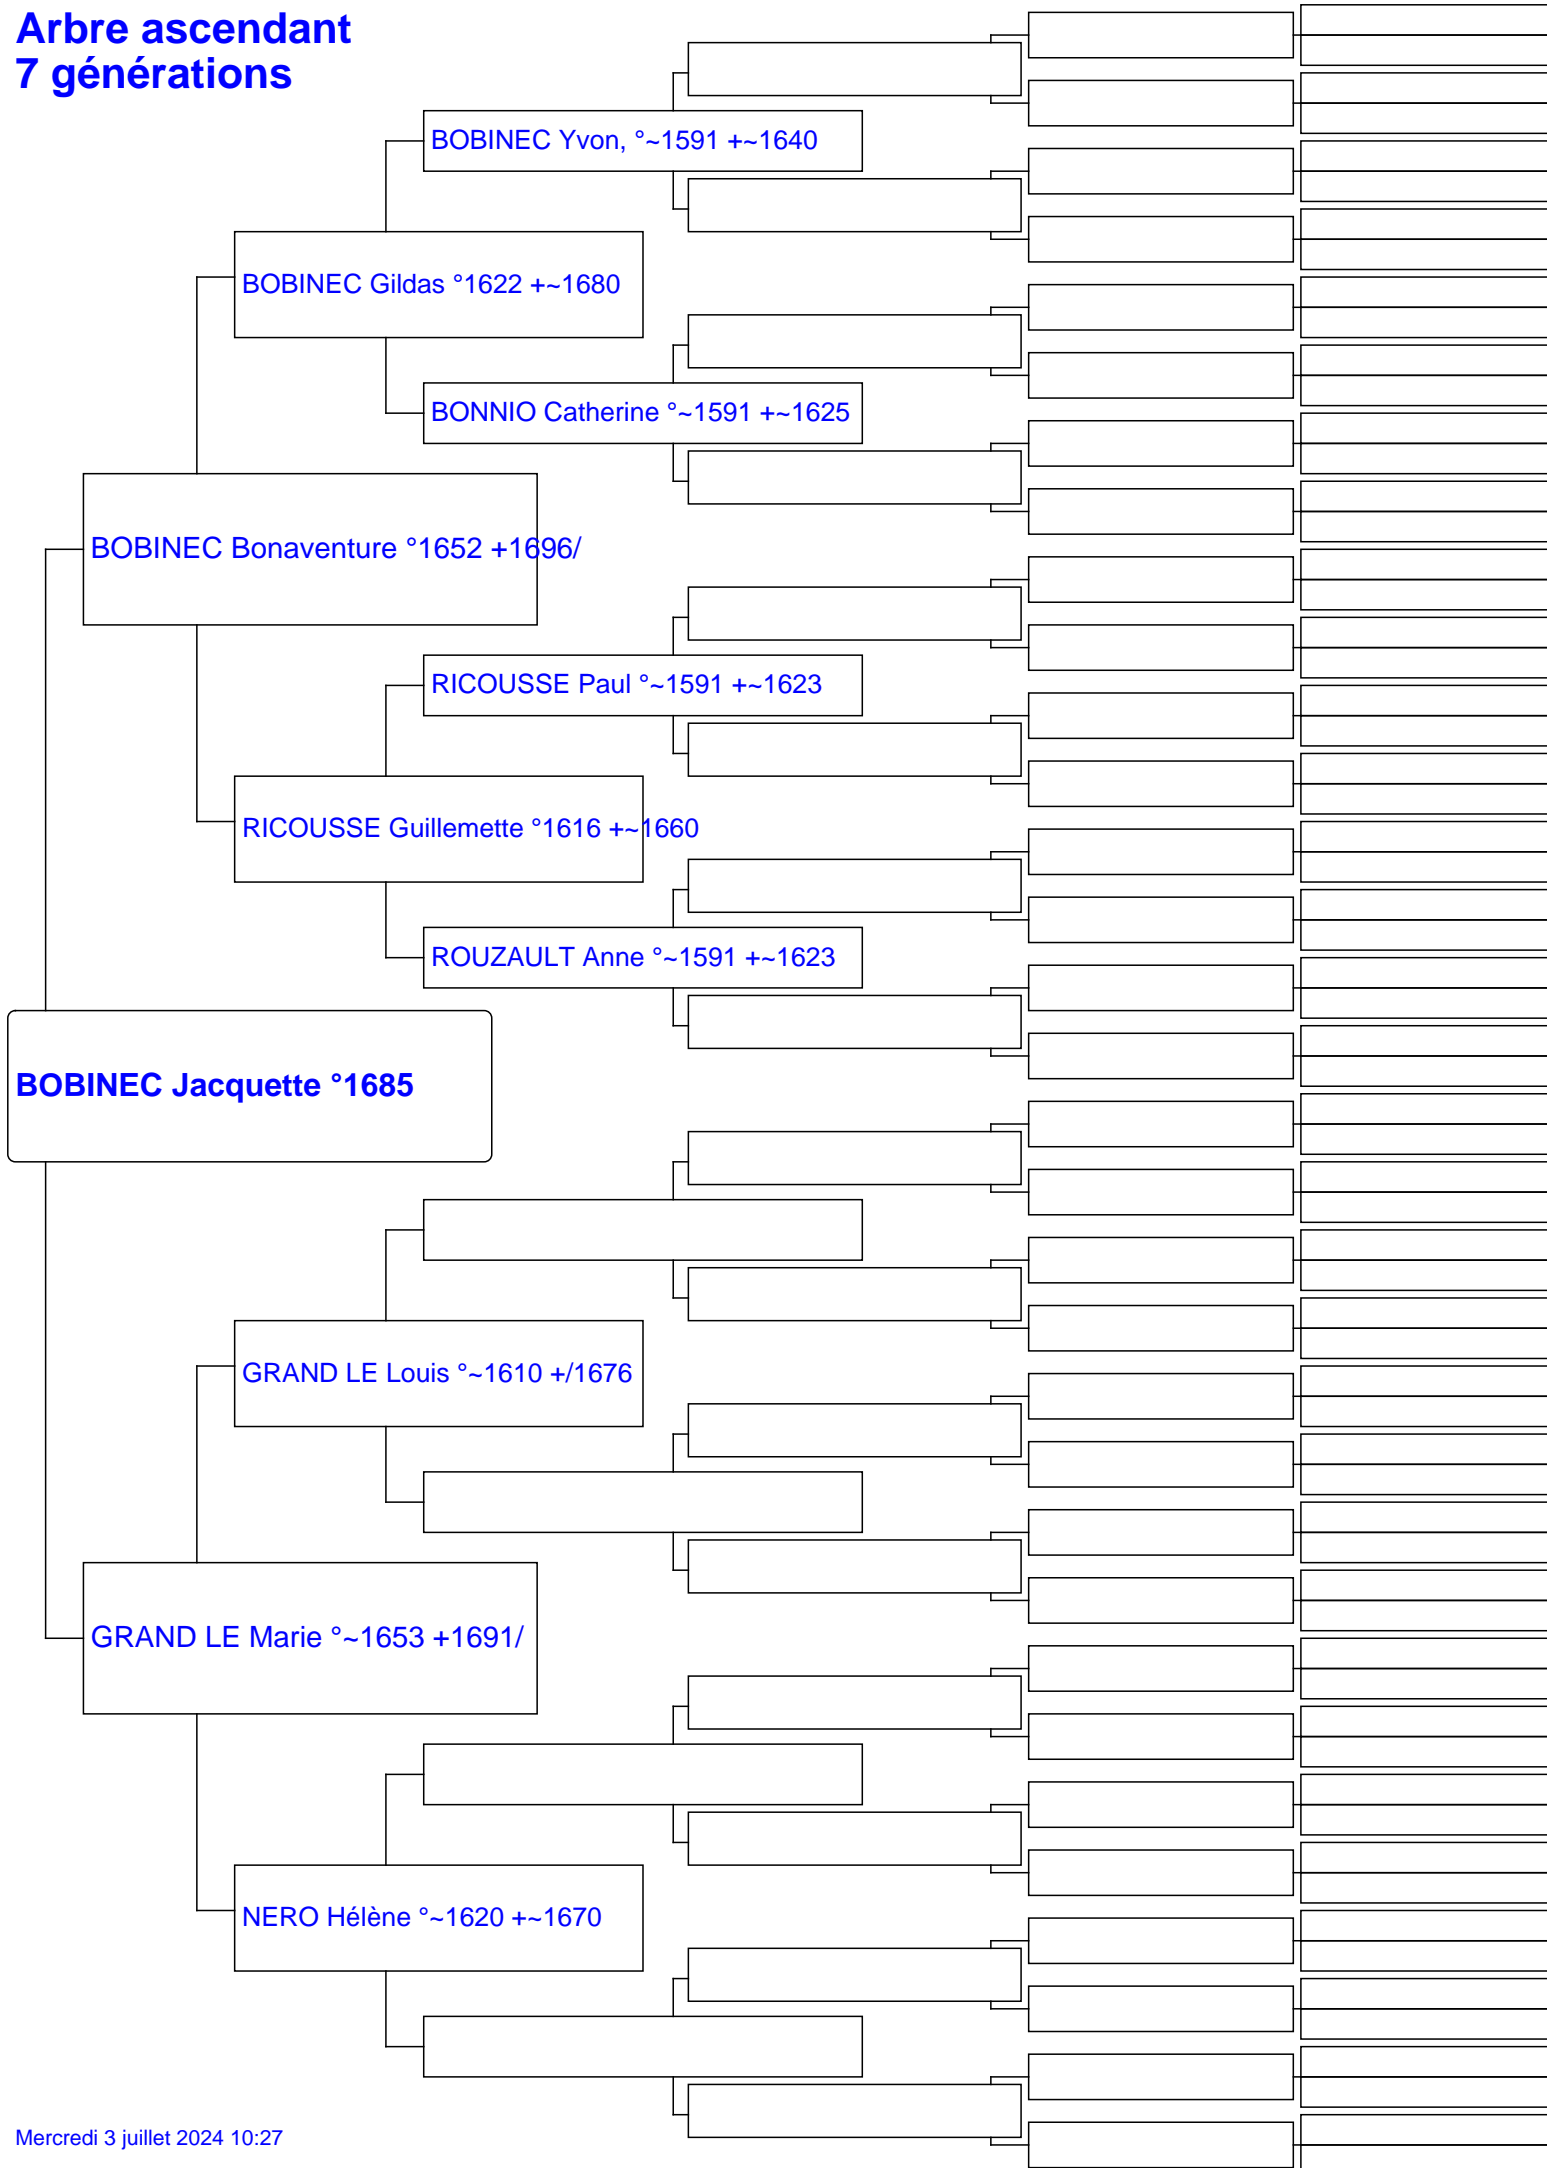 Arbre ascendant
7 générations
BOBINEC Yvon, °~1591 +~1640
BOBINEC Gildas °1622 +~1680
BONNIO Catherine °~1591 +~1625
BOBINEC Bonaventure °1652 +1696/
RICOUSSE Paul °~1591 +~1623
RICOUSSE Guillemette °1616 +~1660
ROUZAULT Anne °~1591 +~1623
BOBINEC Jacquette °1685
GRAND LE Louis °~1610 +/1676
GRAND LE Marie °~1653 +1691/
NERO Hélène °~1620 +~1670
Mercredi 3 juillet 2024 10:27